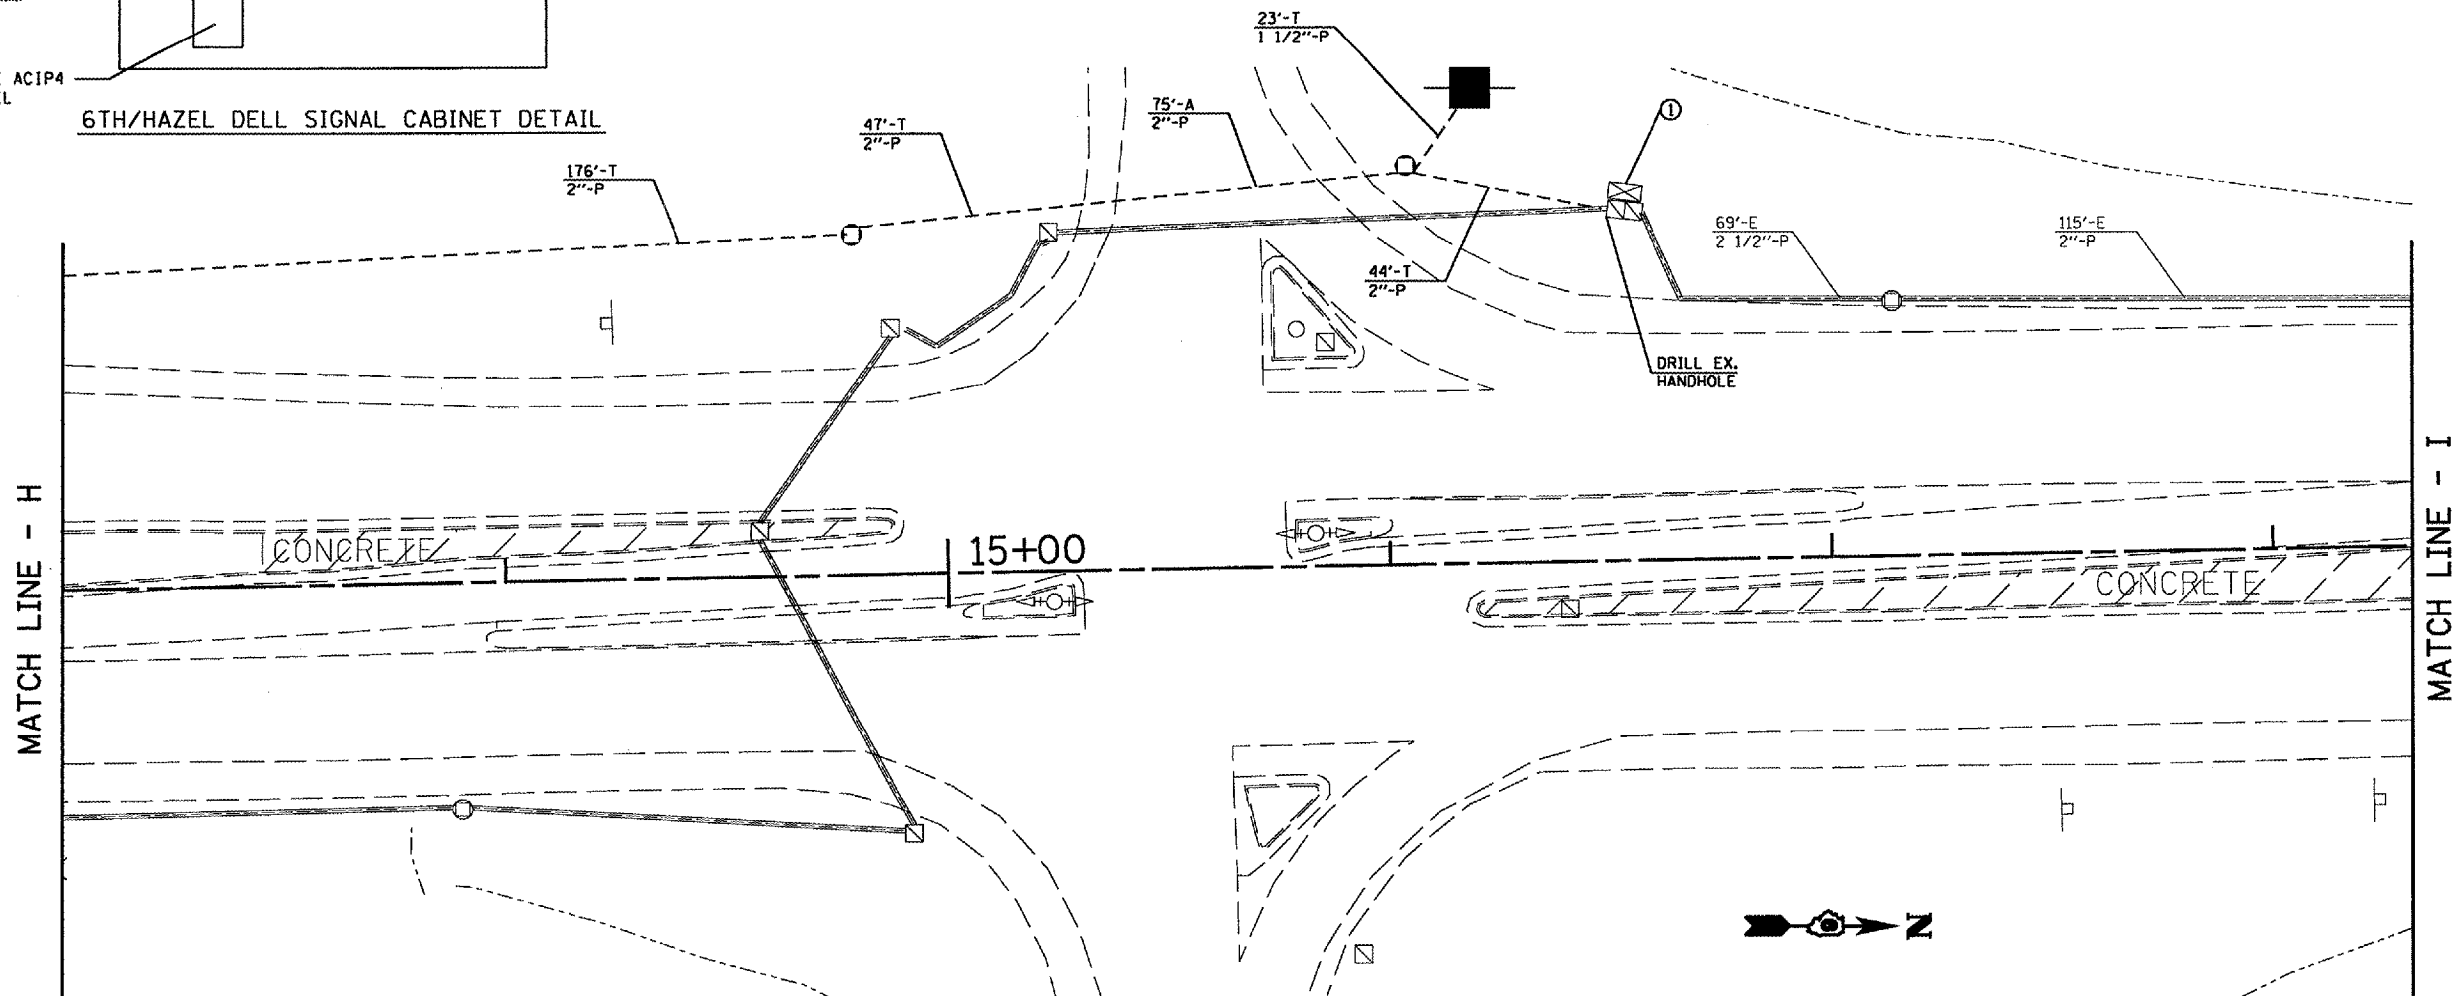 ACIP4
6TH/HAZEL DELL SIGNAL CABINET DETAIL
23'-T
1 1/2"-P
75'-A
2"-P
47'-T
2"-P
176'-T
2"-P
1
69'-E
2 1/2"-P
115'-E
2"-P
44'-T
2"-P
DRILL EX.
HANDHOLE
MATCH LINE - H
MATCH LINE - I
CONCRETE
15+00
CONCRETE
N